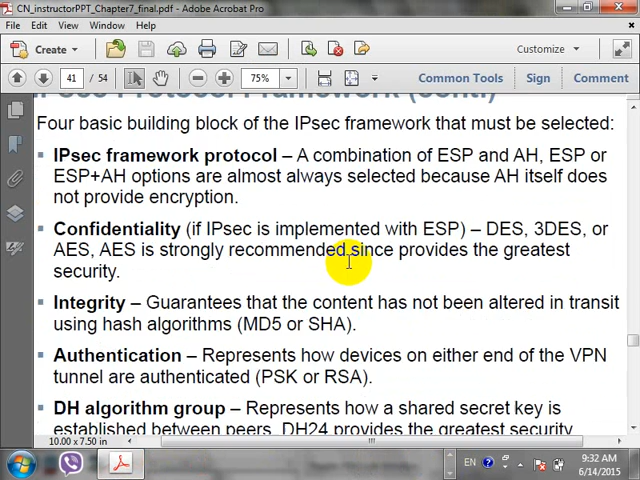 CN_instructorPPT_Chapter7_final.pdf - Adobe Acrobat Pro
File Edit View Window Help
Create Customize
41 / 54 75% Common Tools Sign Comment
IPsec Protocol Framework (cont.)
Four basic building block of the IPsec framework that must be selected:
▪ IPsec framework protocol – A combination of ESP and AH, ESP or
ESP+AH options are almost always selected because AH itself does
not provide encryption.
▪ Confidentiality (if IPsec is implemented with ESP) – DES, 3DES, or
AES, AES is strongly recommended since provides the greatest
security.
▪ Integrity – Guarantees that the content has not been altered in transit
using hash algorithms (MD5 or SHA).
▪ Authentication – Represents how devices on either end of the VPN
tunnel are authenticated (PSK or RSA).
▪ DH algorithm group – Represents how a shared secret key is
established between peers, DH24 provides the greatest security
10.00 x 7.50 in
EN 9:32 AM
6/14/2015